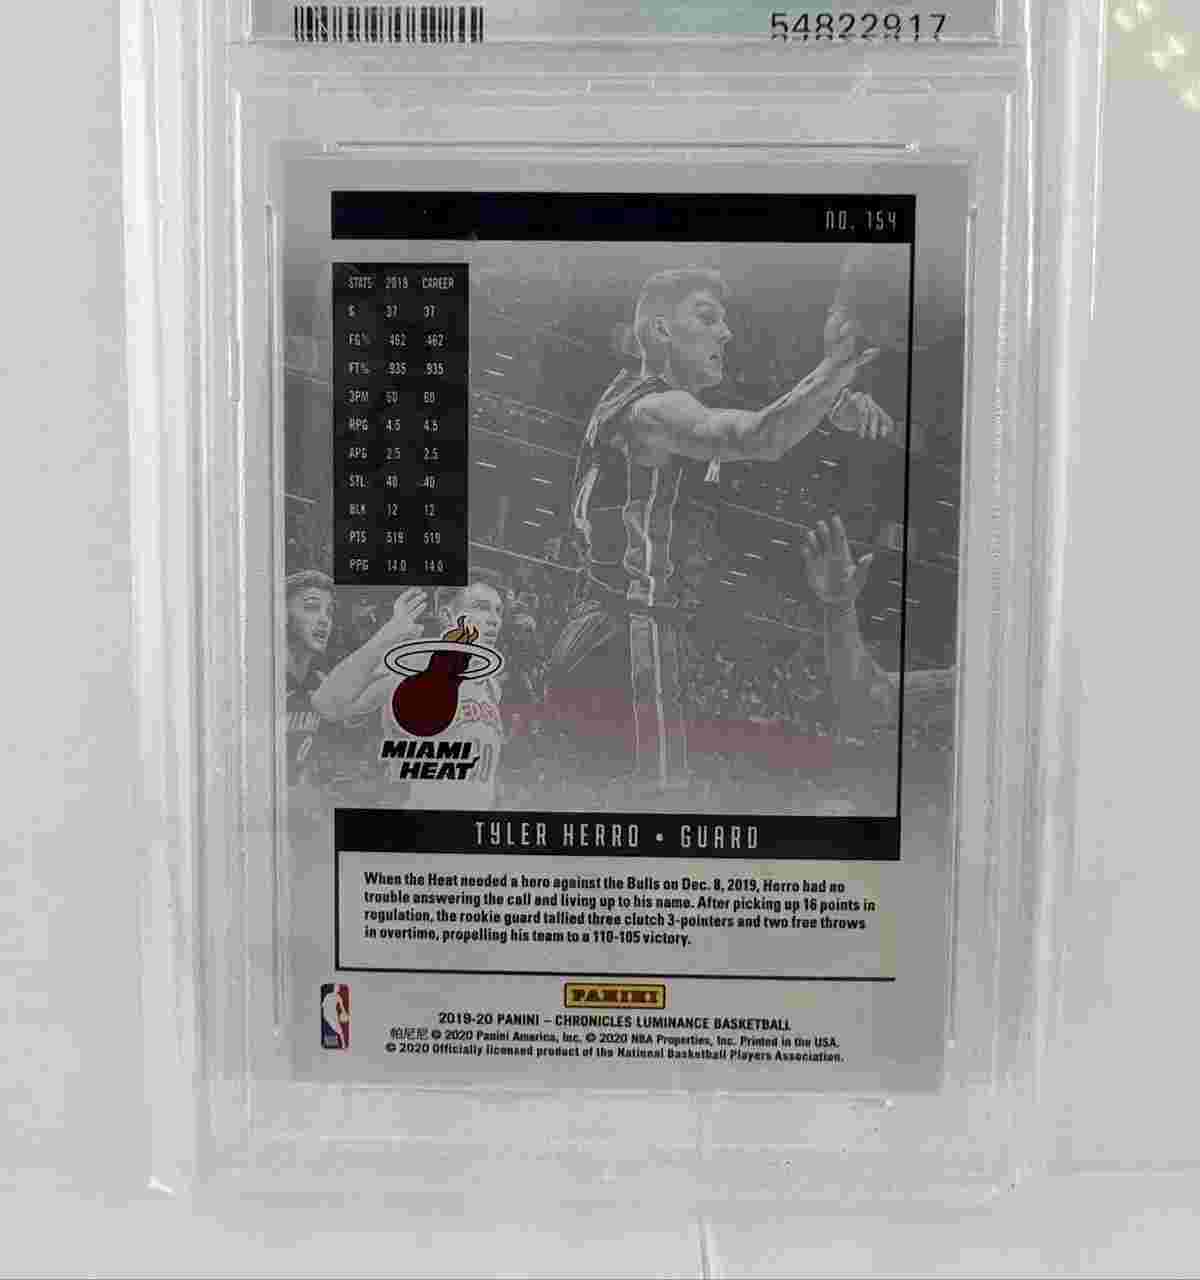 54822917
NO. 154
STATS 2019 CAREER
G 37 37
FG% .462 .462
FT% .935 .935
3PM 60 60
RPG 4.5 4.5
APG 2.5 2.5
STL 40 40
BLK 12 12
PTS 519 519
PPG 14.0 14.0
MIAMI
HEAT
TYLER HERRO • GUARD
When the Heat needed a hero against the Bulls on Dec. 8, 2019, Herro had no
trouble answering the call and living up to his name. After picking up 16 points in
regulation, the rookie guard tallied three clutch 3-pointers and two free throws
in overtime, propelling his team to a 110-105 victory.
PANINI
2019-20 PANINI – CHRONICLES LUMINANCE BASKETBALL
帕尼尼 © 2020 Panini America, Inc. © 2020 NBA Properties, Inc. Printed in the USA.
© 2020 Officially licensed product of the National Basketball Players Association.